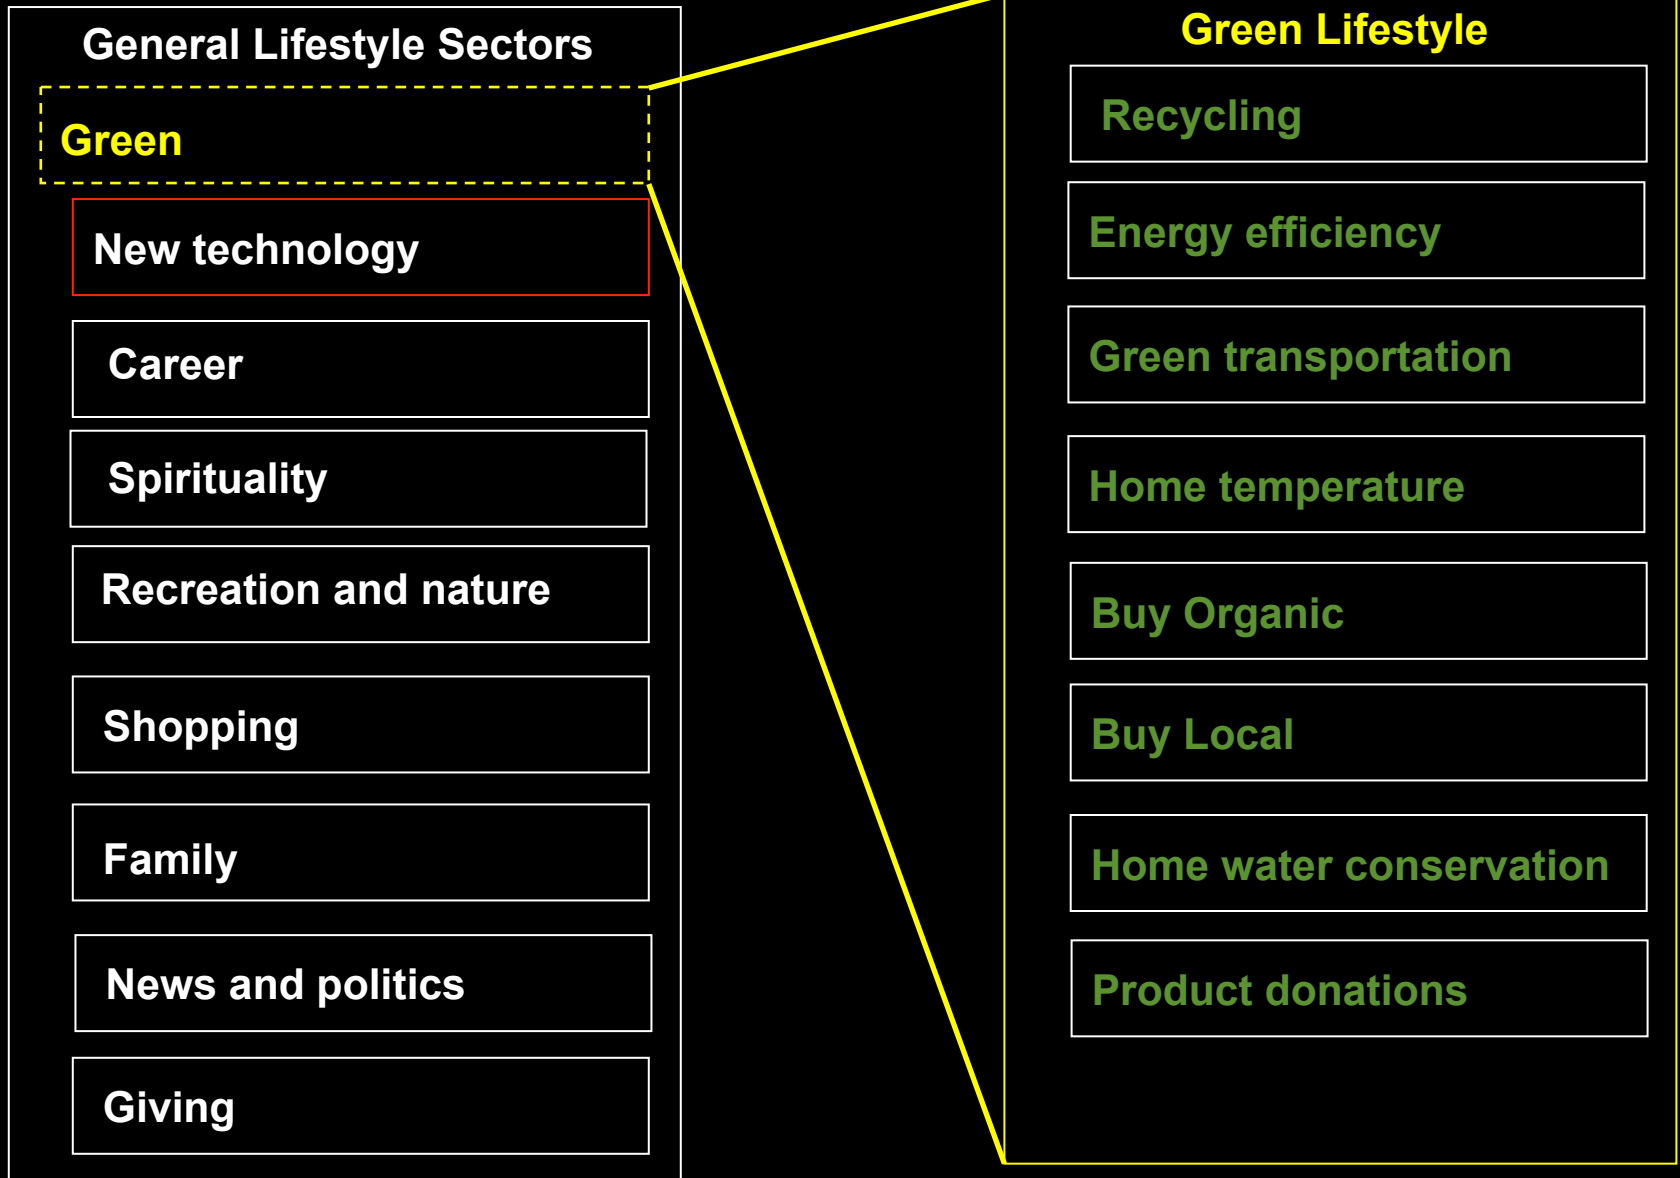 General Lifestyle Sectors
Green
New technology
Career
Spirituality
Recreation and nature
Shopping
Family
News and politics
Giving
Green Lifestyle
Recycling
Energy efficiency
Green transportation
Home temperature
Buy Organic
Buy Local
Home water conservation
Product donations